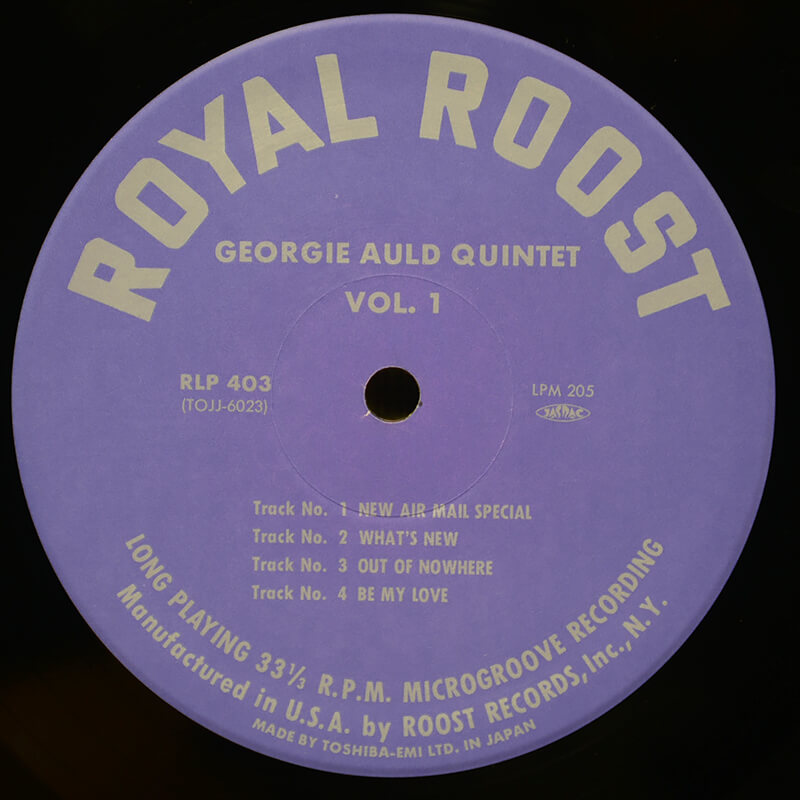 ROYAL ROOST
GEORGIE AULD QUINTET
VOL. 1
RLP 403
(TOJJ-6023)
LPM 205
JASRAC
Track No. 1 NEW AIR MAIL SPECIAL
Track No. 2 WHAT'S NEW
Track No. 3 OUT OF NOWHERE
Track No. 4 BE MY LOVE
LONG PLAYING 33⅓ R.P.M. MICROGROOVE RECORDING
Manufactured in U.S.A. by ROOST RECORDS, Inc., N.Y.
MADE BY TOSHIBA-EMI LTD. IN JAPAN